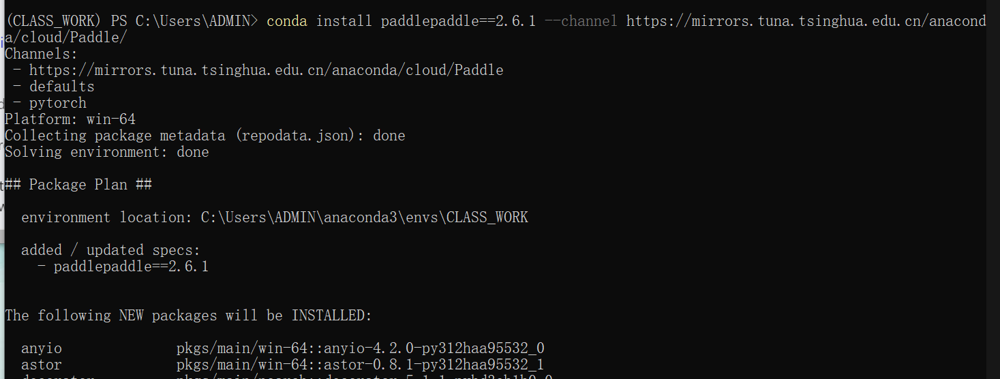 (CLASS_WORK) PS C:\Users\ADMIN> conda install paddlepaddle==2.6.1 --channel https://mirrors.tuna.tsinghua.edu.cn/anacond
a/cloud/Paddle/
Channels:
 - https://mirrors.tuna.tsinghua.edu.cn/anaconda/cloud/Paddle
 - defaults
 - pytorch
Platform: win-64
Collecting package metadata (repodata.json): done
Solving environment: done
## Package Plan ##
  environment location: C:\Users\ADMIN\anaconda3\envs\CLASS_WORK
  added / updated specs:
    - paddlepaddle==2.6.1
The following NEW packages will be INSTALLED:
  anyio              pkgs/main/win-64::anyio-4.2.0-py312haa95532_0
  astor              pkgs/main/win-64::astor-0.8.1-py312haa95532_1